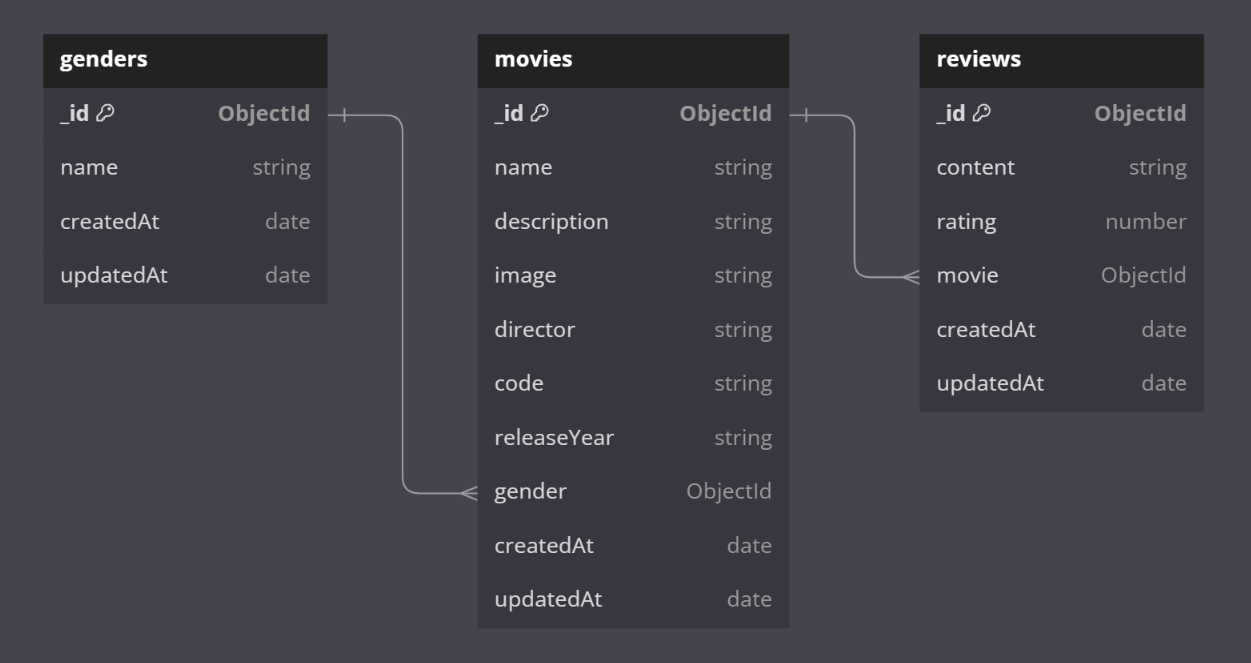 genders
_id ObjectId
name string
createdAt date
updatedAt date
movies
_id ObjectId
name string
description string
image string
director string
code string
releaseYear string
gender ObjectId
createdAt date
updatedAt date
reviews
_id ObjectId
content string
rating number
movie ObjectId
createdAt date
updatedAt date